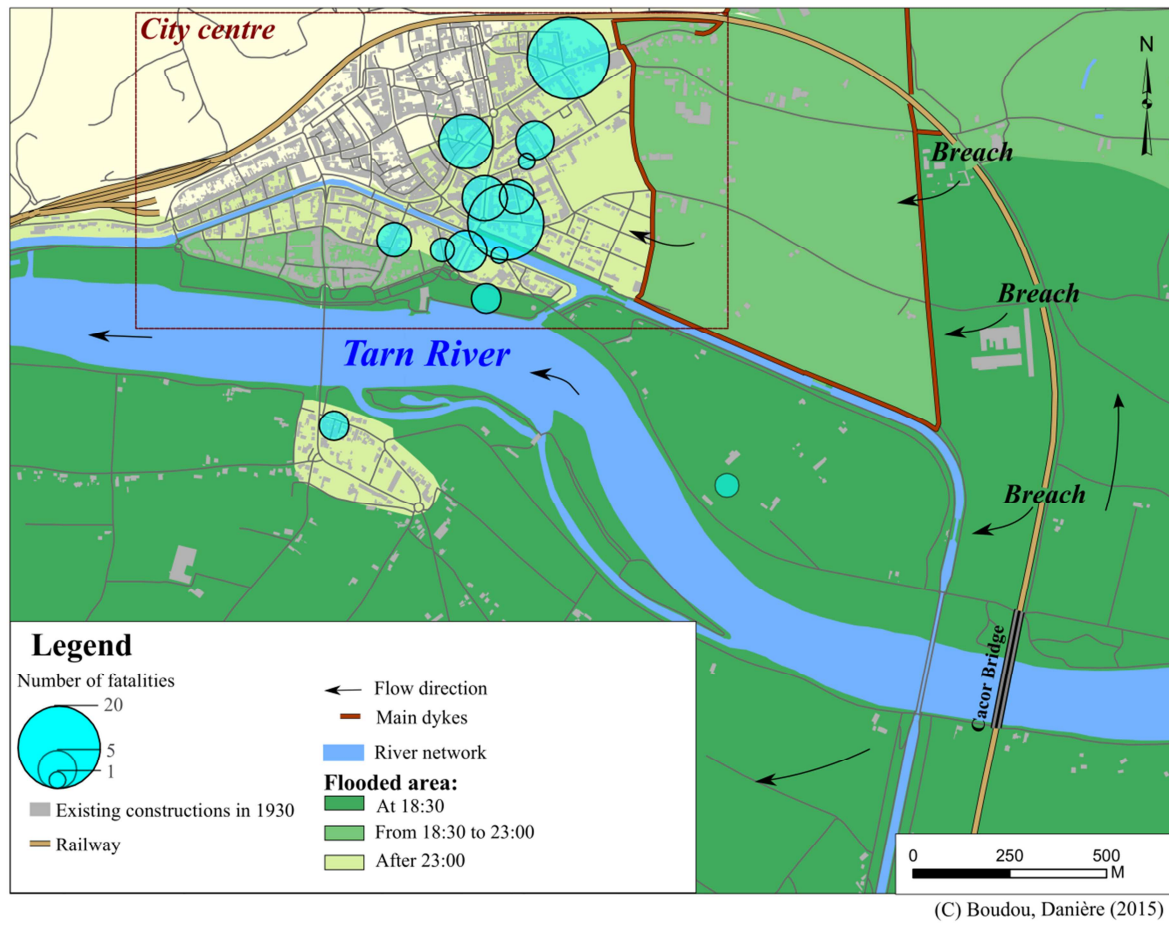 City centre
N
Breach
Breach
Tarn River
Breach
Cacor Bridge
Legend
Number of fatalities
20
5
1
Existing constructions in 1930
Railway
Flow direction
Main dykes
River network
Flooded area:
At 18:30
From 18:30 to 23:00
After 23:00
0 250 500
M
(C) Boudou, Danière (2015)